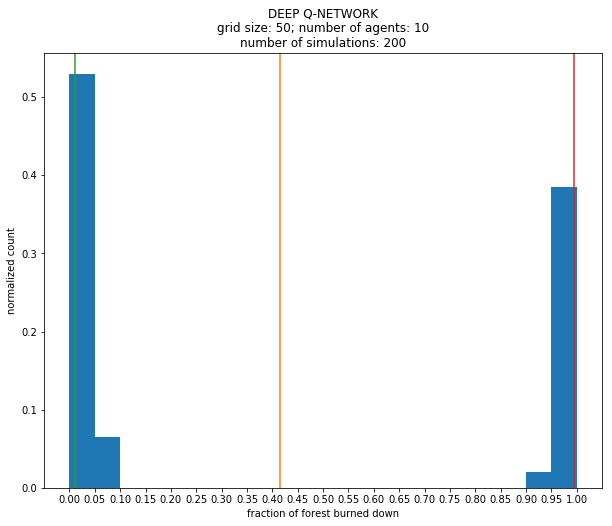 DEEP Q-NETWORK
grid size: 50; number of agents: 10
number of simulations: 200
normalized count
0.5
0.4
0.3
0.2
0.1
0.0
0.00 0.05 0.10 0.15 0.20 0.25 0.30 0.35 0.40 0.45 0.50 0.55 0.60 0.65 0.70 0.75 0.80 0.85 0.90 0.95 1.00
fraction of forest burned down